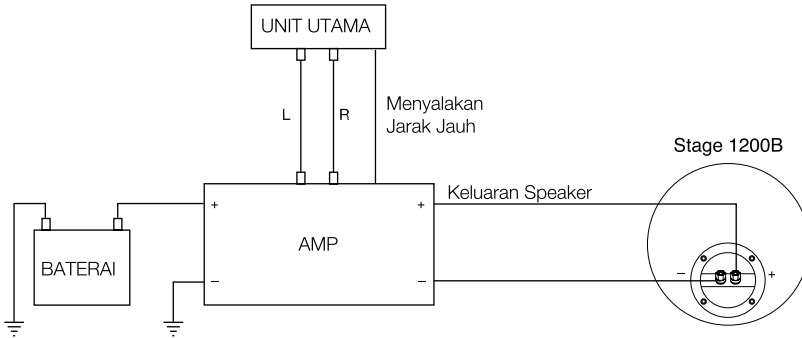 UNIT UTAMA
L
R
Menyalakan
Jarak Jauh
Stage 1200B
Keluaran Speaker
+
+
AMP
BATERAI
−
−
−
+